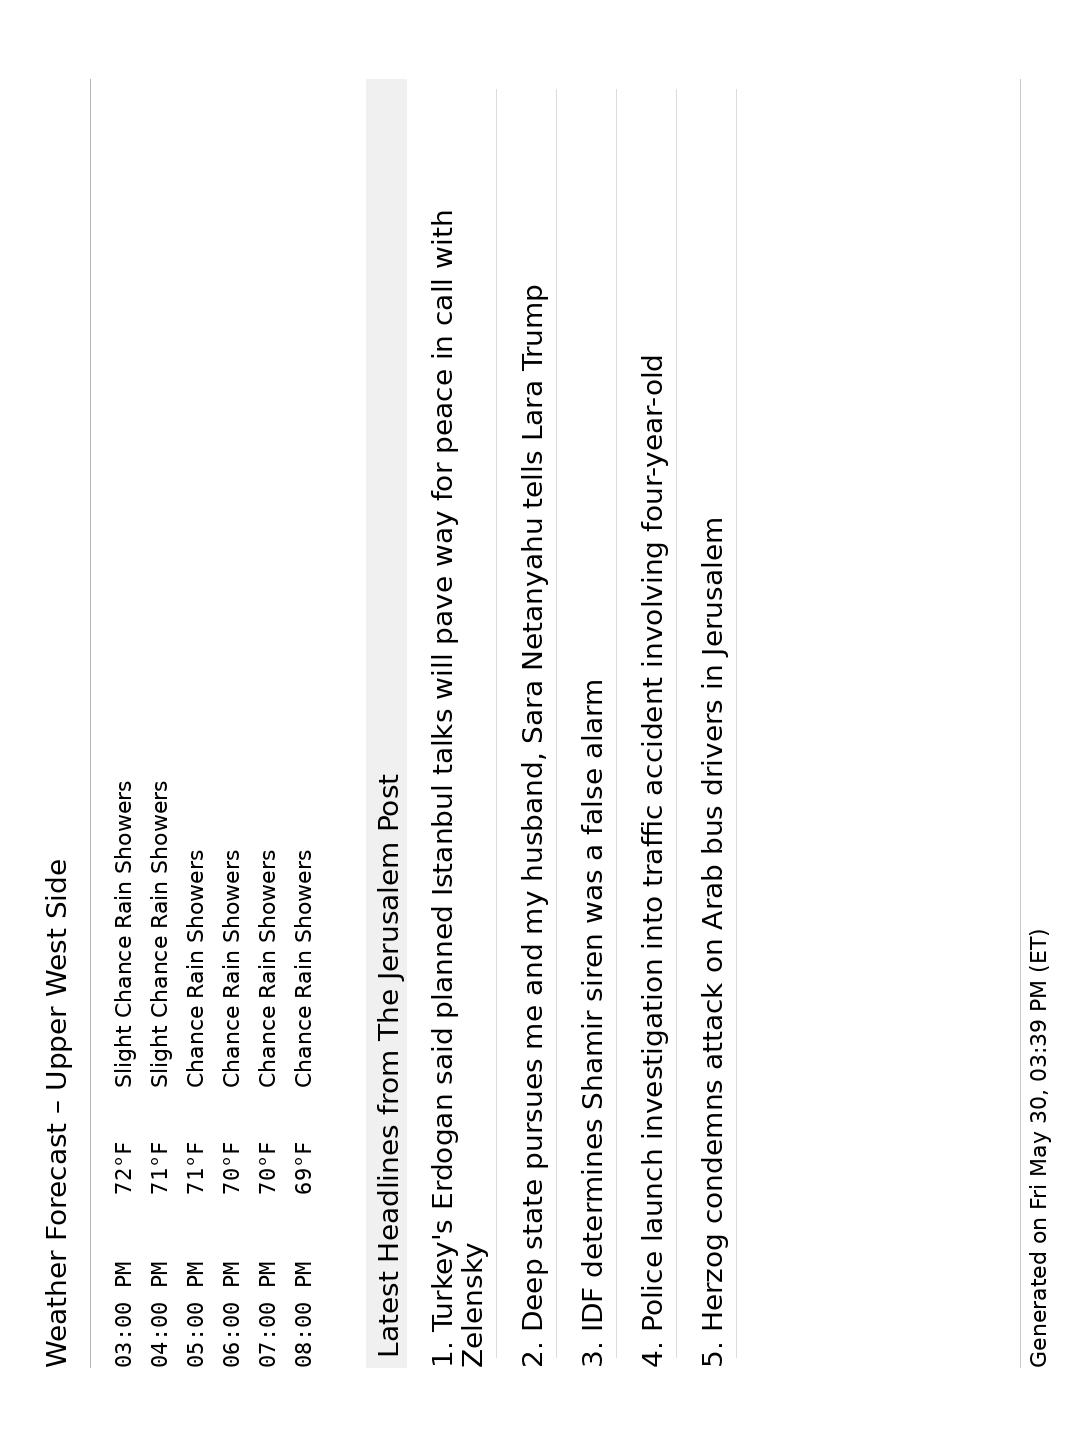 Weather Forecast – Upper West Side
03:00 PM 72°F Slight Chance Rain Showers
04:00 PM 71°F Slight Chance Rain Showers
05:00 PM 71°F Chance Rain Showers
06:00 PM 70°F Chance Rain Showers
07:00 PM 70°F Chance Rain Showers
08:00 PM 69°F Chance Rain Showers
Latest Headlines from The Jerusalem Post
1. Turkey's Erdogan said planned Istanbul talks will pave way for peace in call with
Zelensky
2. Deep state pursues me and my husband, Sara Netanyahu tells Lara Trump
3. IDF determines Shamir siren was a false alarm
4. Police launch investigation into traffic accident involving four-year-old
5. Herzog condemns attack on Arab bus drivers in Jerusalem
Generated on Fri May 30, 03:39 PM (ET)